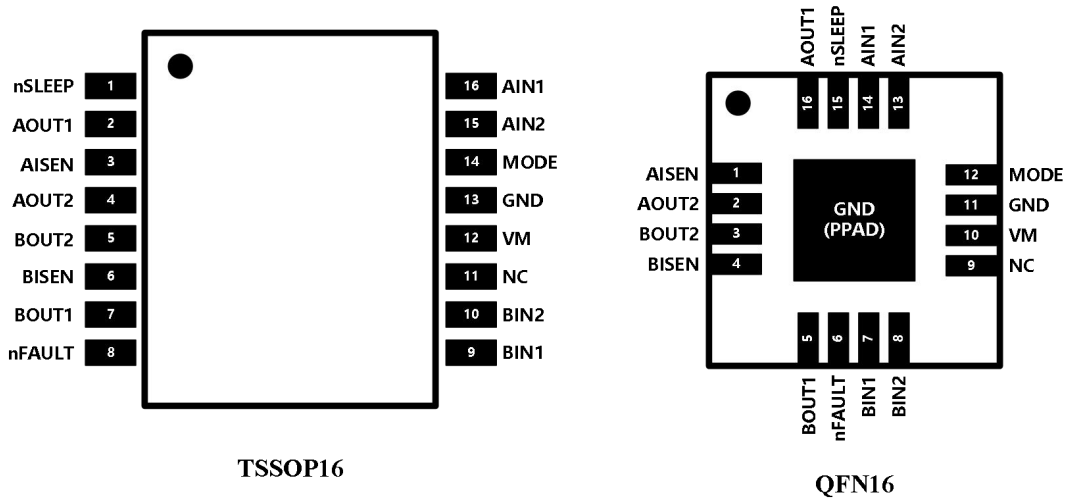 nSLEEP 1
AOUT1 2
AISEN 3
AOUT2 4
BOUT2 5
BISEN 6
BOUT1 7
nFAULT 8
16 AIN1
15 AIN2
14 MODE
13 GND
12 VM
11 NC
10 BIN2
9 BIN1
TSSOP16
AOUT1 16
nSLEEP 15
AIN1 14
AIN2 13
AISEN 1
AOUT2 2
BOUT2 3
BISEN 4
GND
(PPAD)
12 MODE
11 GND
10 VM
9 NC
BOUT1 5
nFAULT 6
BIN1 7
BIN2 8
QFN16